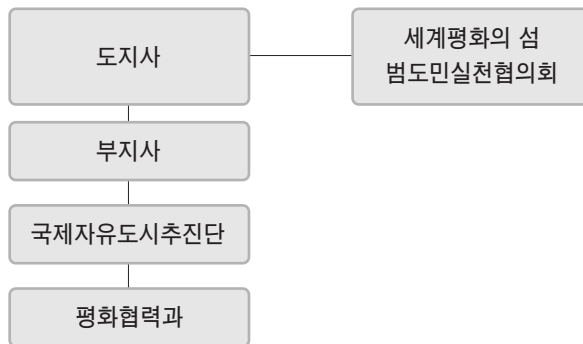 도지사
세계평화의 섬
범도민실천협의회
부지사
국제자유도시추진단
평화협력과